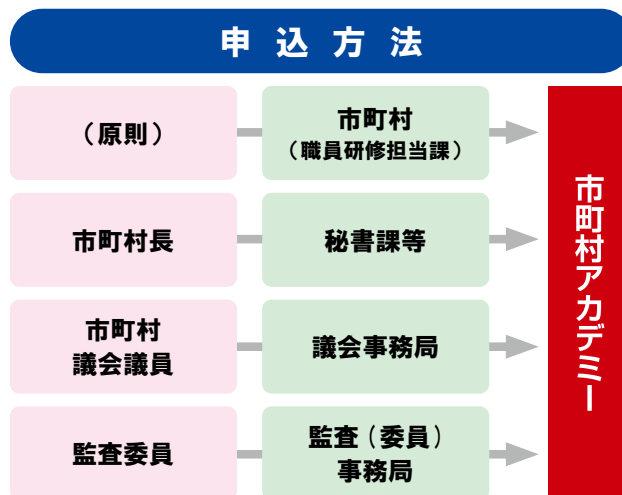 申込方法
（原則）
市町村
（職員研修担当課）
市町村長
秘書課等
市町村
議会議員
議会事務局
監査委員
監査（委員）
事務局
市町村アカデミー